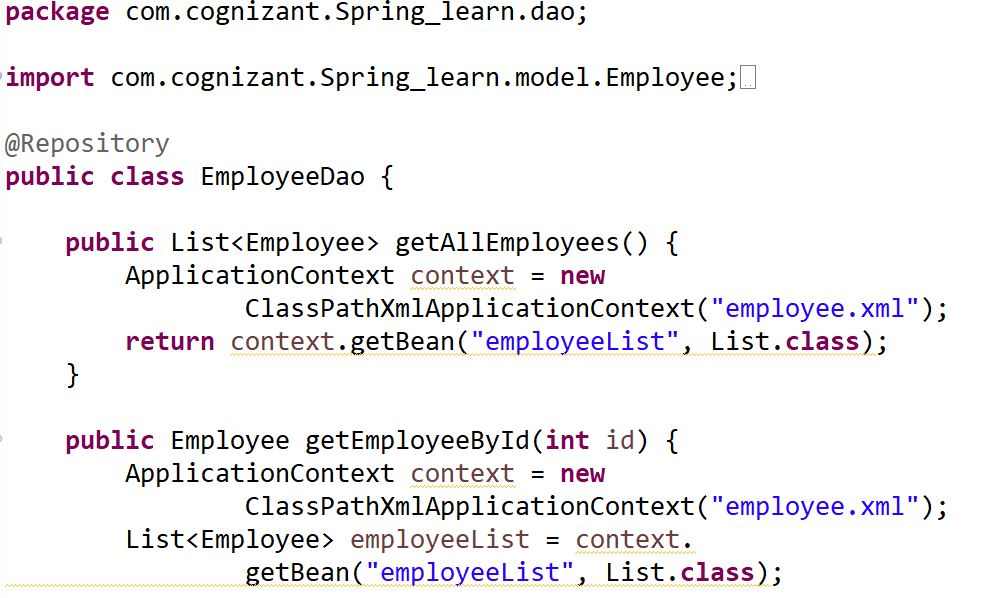 package com.cognizant.Spring_learn.dao;
import com.cognizant.Spring_learn.model.Employee;
@Repository
public class EmployeeDao {
public List<Employee> getAllEmployees() {
ApplicationContext context = new
ClassPathXmlApplicationContext("employee.xml");
return context.getBean("employeeList", List.class);
}
public Employee getEmployeeById(int id) {
ApplicationContext context = new
ClassPathXmlApplicationContext("employee.xml");
List<Employee> employeeList = context.
getBean("employeeList", List.class);